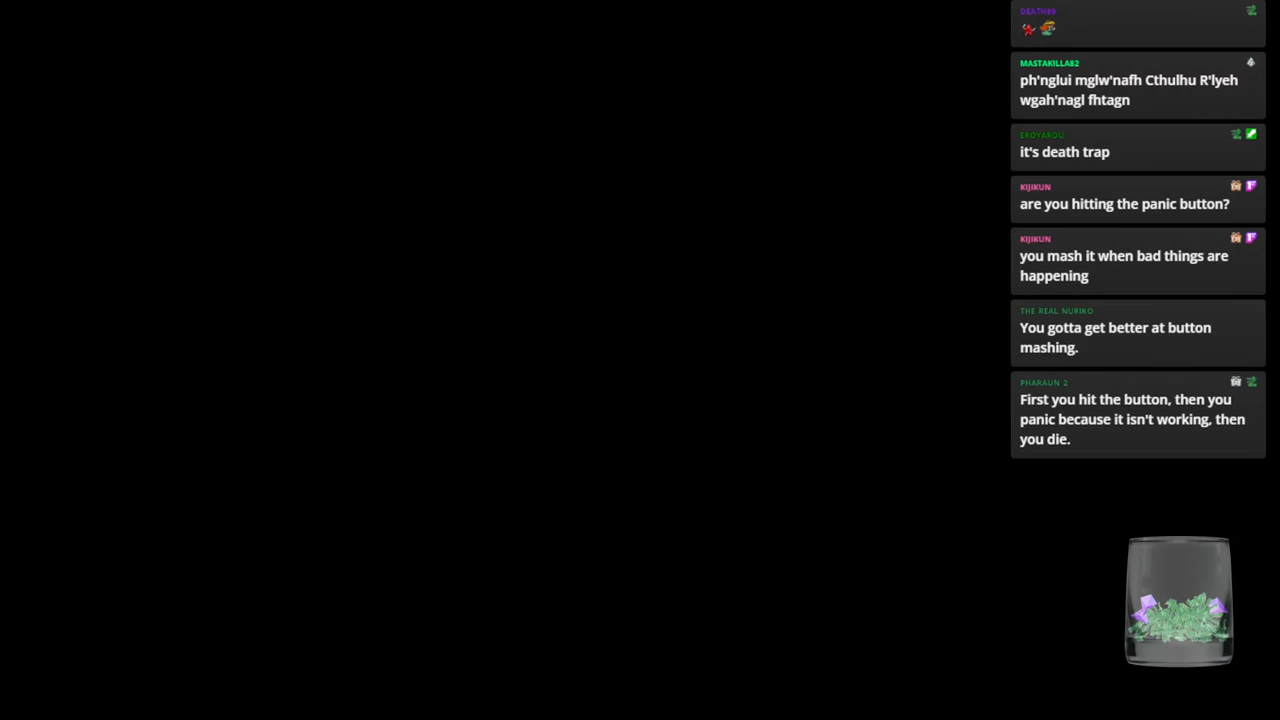 DEATH99
MASTAKILLA82
ph'nglui mglw'nafh Cthulhu R'lyeh
wgah'nagl fhtagn
EROYAROU
it's death trap
KIJIKUN
are you hitting the panic button?
KIJIKUN
you mash it when bad things are
happening
THE REAL NURIKO
You gotta get better at button
mashing.
PHARAUN 2
First you hit the button, then you
panic because it isn't working, then
you die.